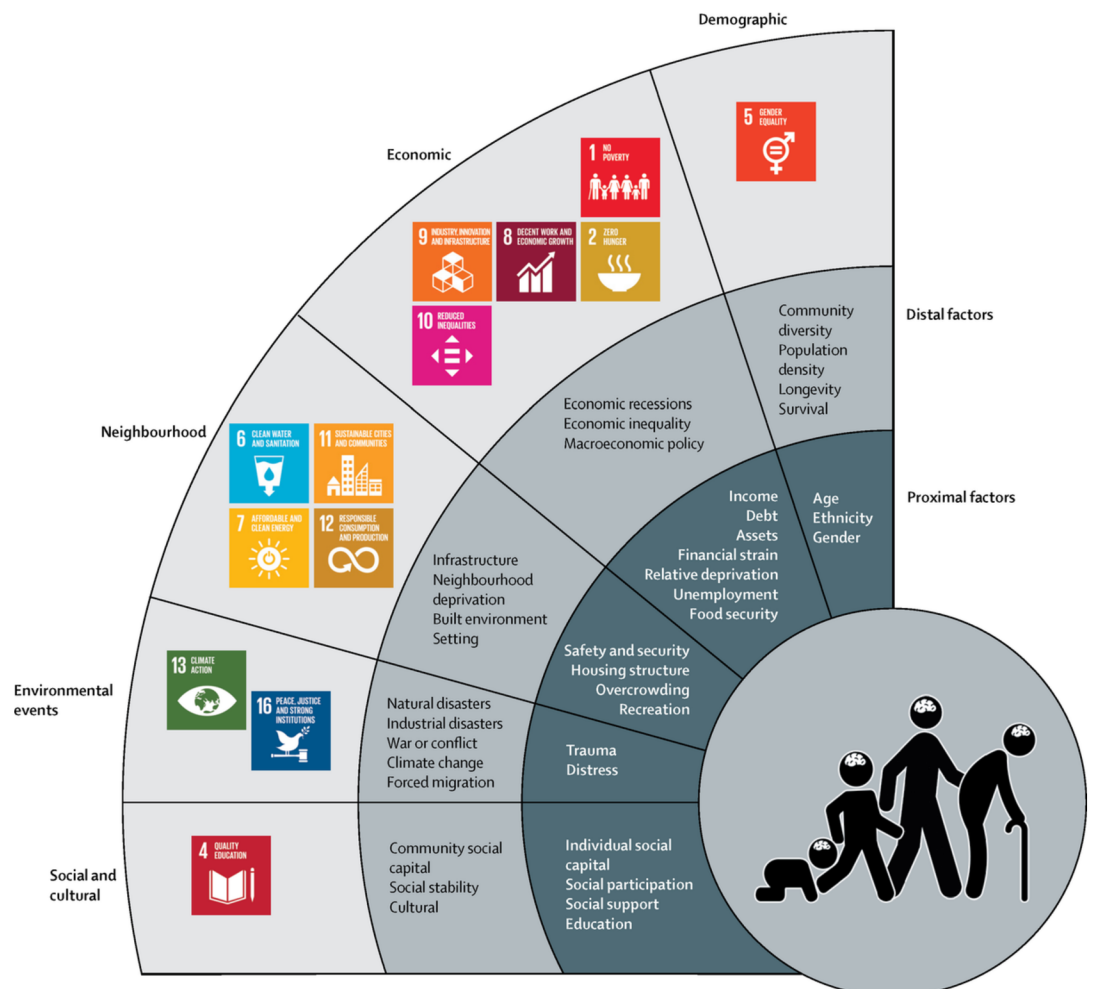 Demographic
5 GENDER
EQUALITY
Economic
1 NO
POVERTY
9 INDUSTRY, INNOVATION
AND INFRASTRUCTURE
8 DECENT WORK AND
ECONOMIC GROWTH
2 ZERO
HUNGER
10 REDUCED
INEQUALITIES
Distal factors
Community
diversity
Population
density
Longevity
Survival
Economic recessions
Economic inequality
Macroeconomic policy
Neighbourhood
6 CLEAN WATER
AND SANITATION
11 SUSTAINABLE CITIES
AND COMMUNITIES
7 AFFORDABLE AND
CLEAN ENERGY
12 RESPONSIBLE
CONSUMPTION
AND PRODUCTION
Proximal factors
Age
Ethnicity
Gender
Income
Debt
Assets
Financial strain
Relative deprivation
Unemployment
Food security
Infrastructure
Neighbourhood
deprivation
Built environment
Setting
Safety and security
Housing structure
Overcrowding
Recreation
Environmental
events
13 CLIMATE
ACTION
16 PEACE, JUSTICE
AND STRONG
INSTITUTIONS
Natural disasters
Industrial disasters
War or conflict
Climate change
Forced migration
Trauma
Distress
Social and
cultural
4 QUALITY
EDUCATION
Community social
capital
Social stability
Cultural
Individual social
capital
Social participation
Social support
Education